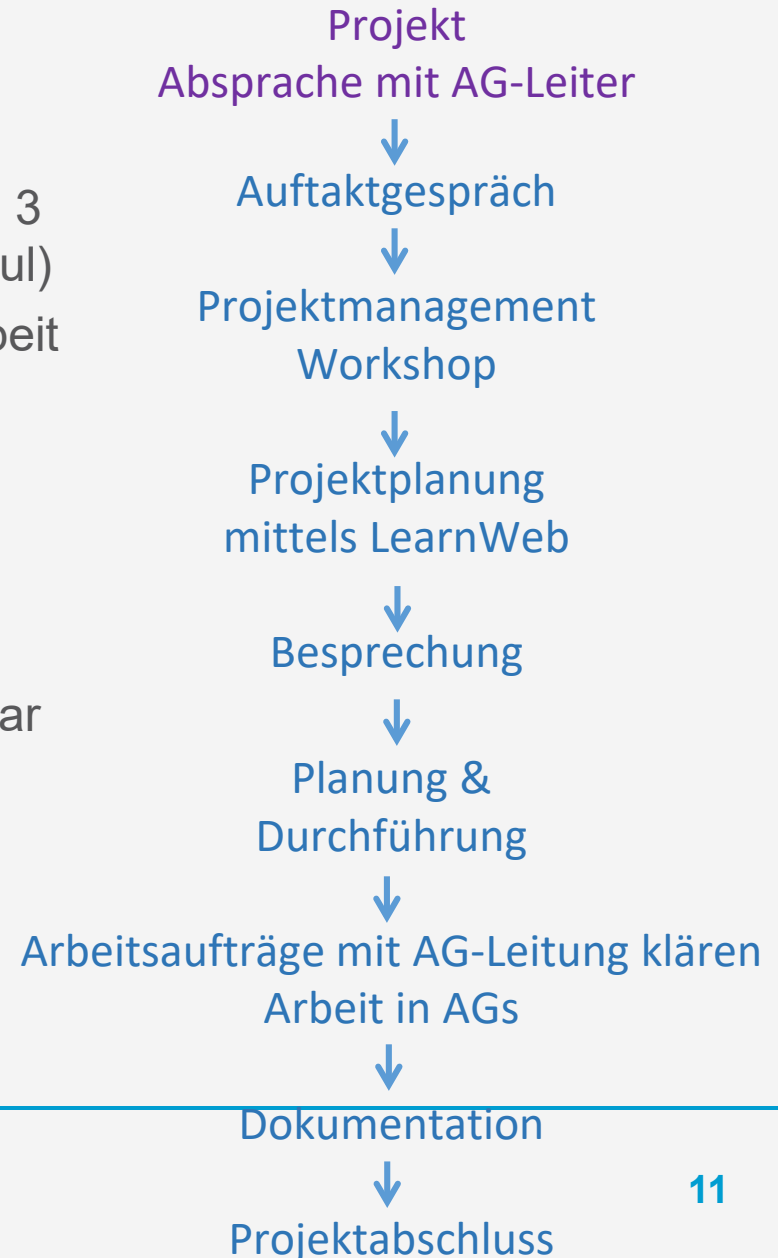 Projekt
Absprache mit AG-Leiter
Auftaktgespräch
3
ul)
Projektmanagement
Workshop
beit
Projektplanung
mittels LearnWeb
Besprechung
ar
Planung &
Durchführung
Arbeitsaufträge mit AG-Leitung klären
Arbeit in AGs
Dokumentation
11
Projektabschluss